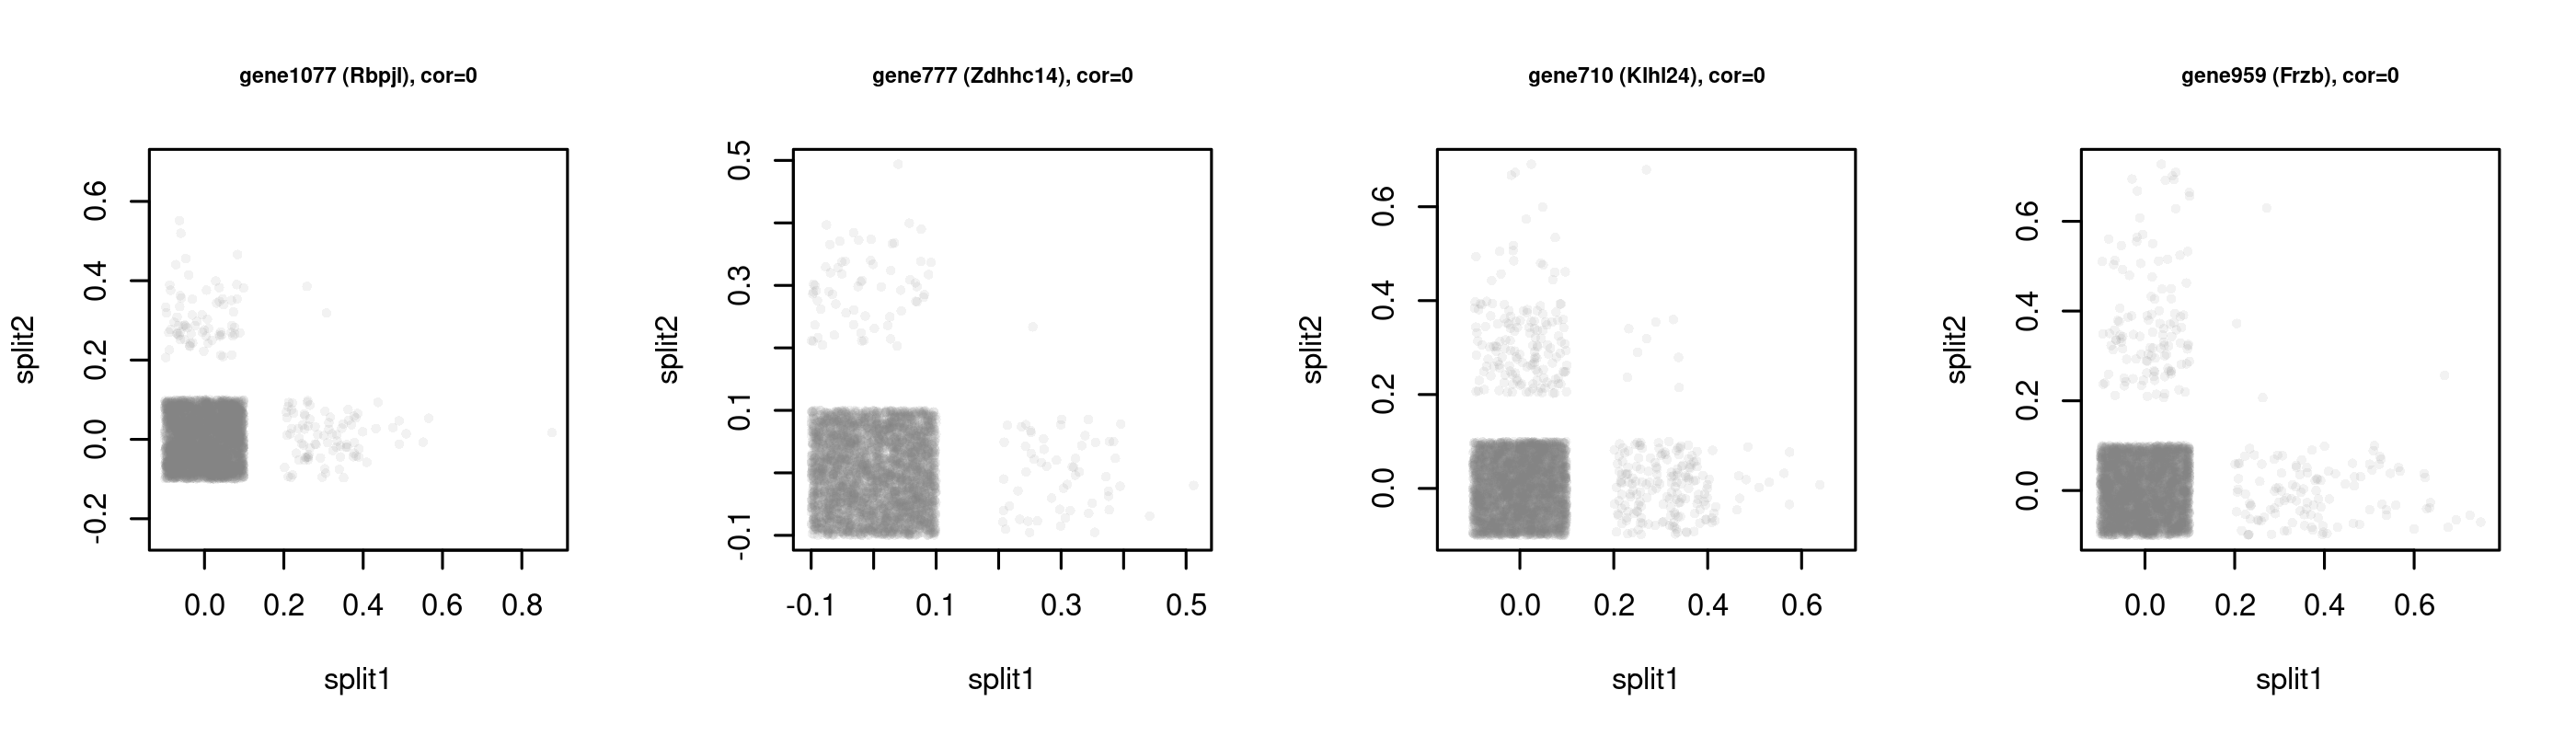 gene1077 (Rbpjl), cor=0
split2
0.6
0.4
0.2
0.0
-0.2
0.0 0.2 0.4 0.6 0.8
split1
gene777 (Zdhhc14), cor=0
split2
0.5
0.3
0.1
-0.1
-0.1 0.1 0.3 0.5
split1
gene710 (Klhl24), cor=0
split2
0.6
0.4
0.2
0.0
0.0 0.2 0.4 0.6
split1
gene959 (Frzb), cor=0
split2
0.6
0.4
0.2
0.0
0.0 0.2 0.4 0.6
split1